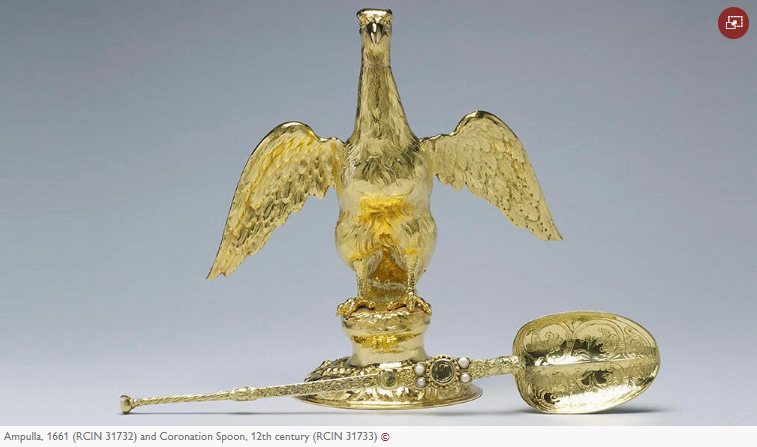 Ampulla, 1661 (RCIN 31732) and Coronation Spoon, 12th century (RCIN 31733) ©